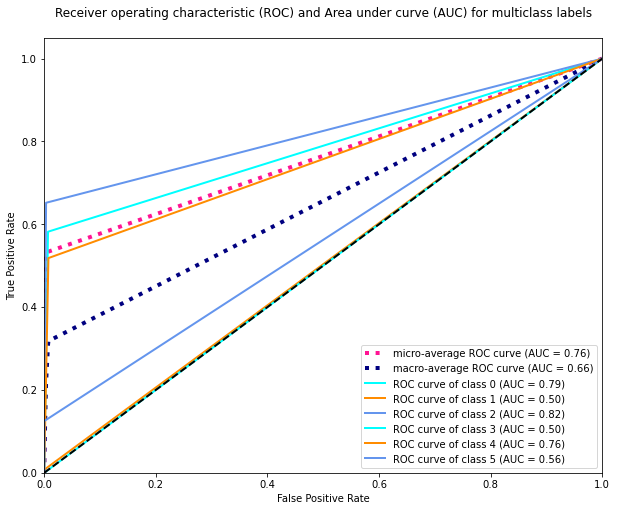 Receiver operating characteristic (ROC) and Area under curve (AUC) for multiclass labels
1.0
0.8
0.6
0.4
0.2
0.0
True Positive Rate
micro-average ROC curve (AUC = 0.76)
macro-average ROC curve (AUC = 0.66)
ROC curve of class 0 (AUC = 0.79)
ROC curve of class 1 (AUC = 0.50)
ROC curve of class 2 (AUC = 0.82)
ROC curve of class 3 (AUC = 0.50)
ROC curve of class 4 (AUC = 0.76)
ROC curve of class 5 (AUC = 0.56)
0.0 0.2 0.4 0.6 0.8 1.0
False Positive Rate